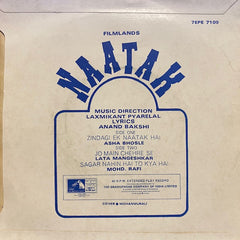 FILMLANDS
7EPE 7100
NAATAK
MUSIC DIRECTION
LAXMIKANT PYARELAL
LYRICS
ANAND BAKSHI
SIDE ONE
ZINDAGI EK NAATAK HAI
ASHA BHOSLE
SIDE TWO
JO MAIN CHEHRE SE
LATA MANGESHKAR
SAGAR NAHIN HAI TO KYA HAI
MOHD. RAFI
45 R.P.M. EXTENDED PLAY RECORD
THE GRAMOPHONE COMPANY OF INDIA LIMITED